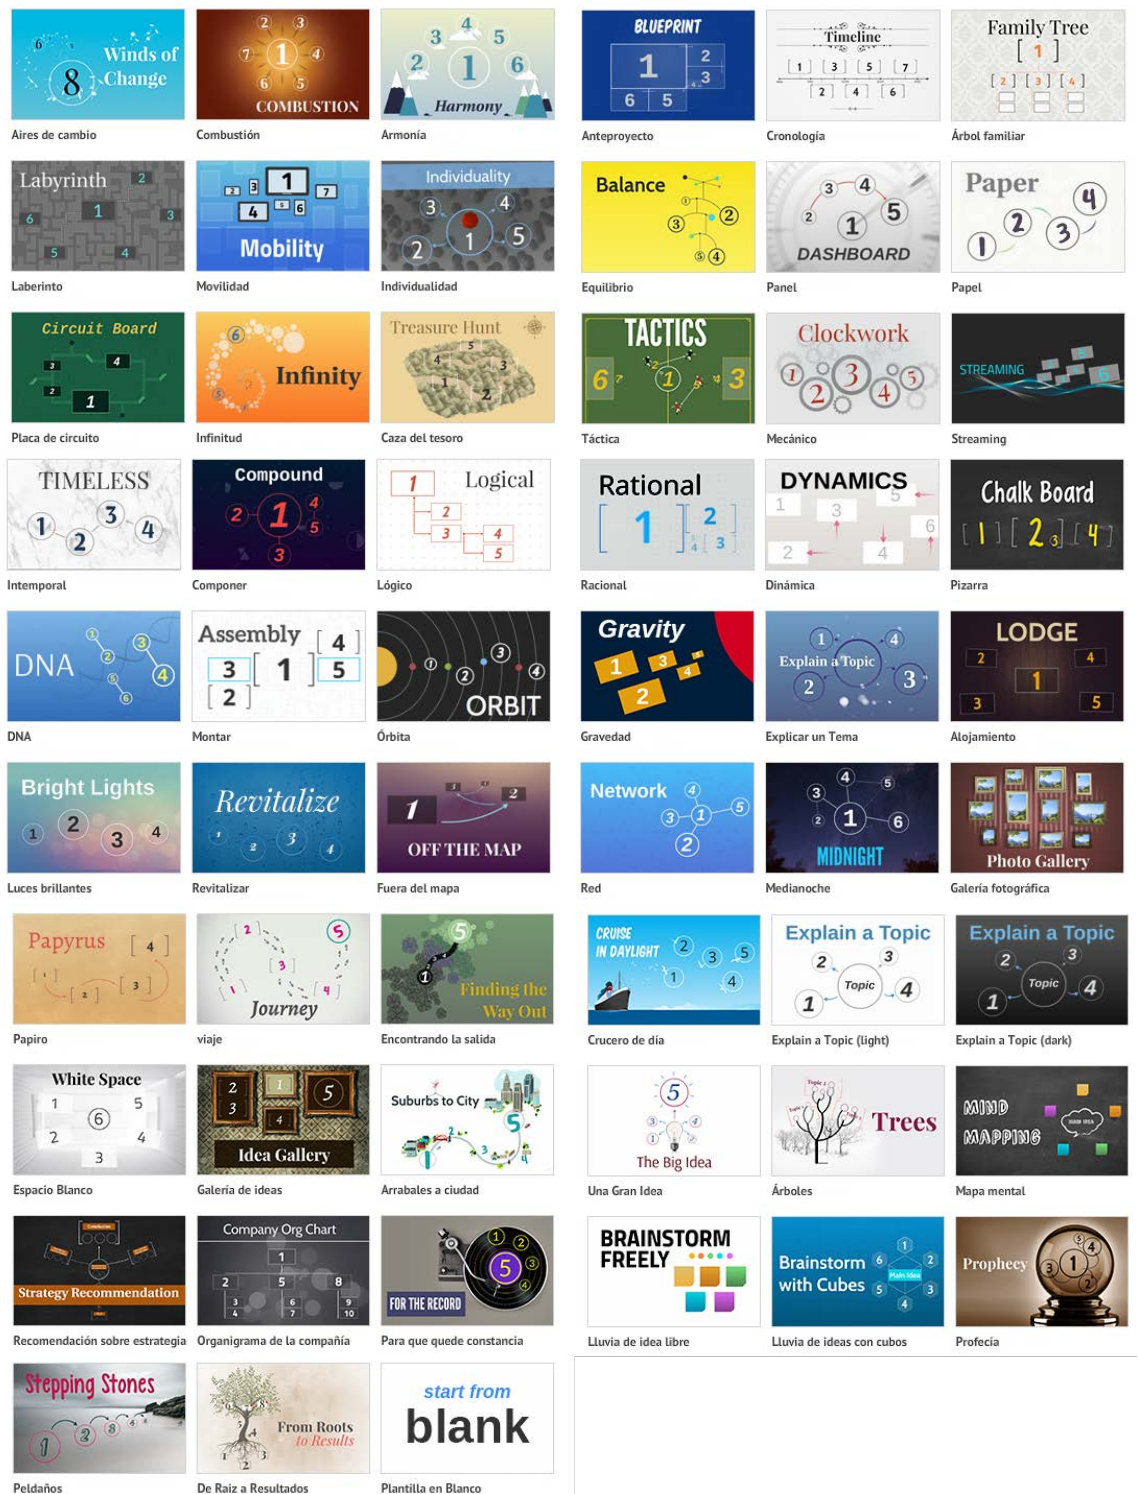 Winds of
Change
COMBUSTION
Harmony
BLUEPRINT
Timeline
Family Tree
Aires de cambio
Combustión
Armonía
Anteproyecto
Cronología
Árbol familiar
Labyrinth
Mobility
Individuality
Balance
DASHBOARD
Paper
Laberinto
Movilidad
Individualidad
Equilibrio
Panel
Papel
Circuit Board
Infinity
Treasure Hunt
TACTICS
Clockwork
STREAMING
Placa de circuito
Infinitud
Caza del tesoro
Táctica
Mecánico
Streaming
TIMELESS
Compound
Logical
Rational
DYNAMICS
Chalk Board
Intemporal
Componer
Lógico
Racional
Dinámica
Pizarra
DNA
Assembly
ORBIT
Gravity
Explain a Topic
LODGE
DNA
Montar
Órbita
Gravedad
Explicar un Tema
Alojamiento
Bright Lights
Revitalize
OFF THE MAP
Network
MIDNIGHT
Photo Gallery
Luces brillantes
Revitalizar
Fuera del mapa
Red
Medianoche
Galería fotográfica
Papyrus
Journey
Finding the
Way Out
CRUISE
IN DAYLIGHT
Explain a Topic
Topic
Explain a Topic
Topic
Papiro
viaje
Encontrando la salida
Crucero de día
Explain a Topic (light)
Explain a Topic (dark)
White Space
Idea Gallery
Suburbs to City
The Big Idea
Trees
MIND
MAPPING
MAIN IDEA
Espacio Blanco
Galería de ideas
Arrabales a ciudad
Una Gran Idea
Árboles
Mapa mental
Strategy Recommendation
Company Org Chart
FOR THE RECORD
BRAINSTORM
FREELY
Brainstorm
with Cubes
Main Idea
Prophecy
Recomendación sobre estrategia
Organigrama de la compañía
Para que quede constancia
Lluvia de idea libre
Lluvia de ideas con cubos
Profecía
Stepping Stones
From Roots
to Results
start from
blank
Peldaños
De Raiz a Resultados
Plantilla en Blanco